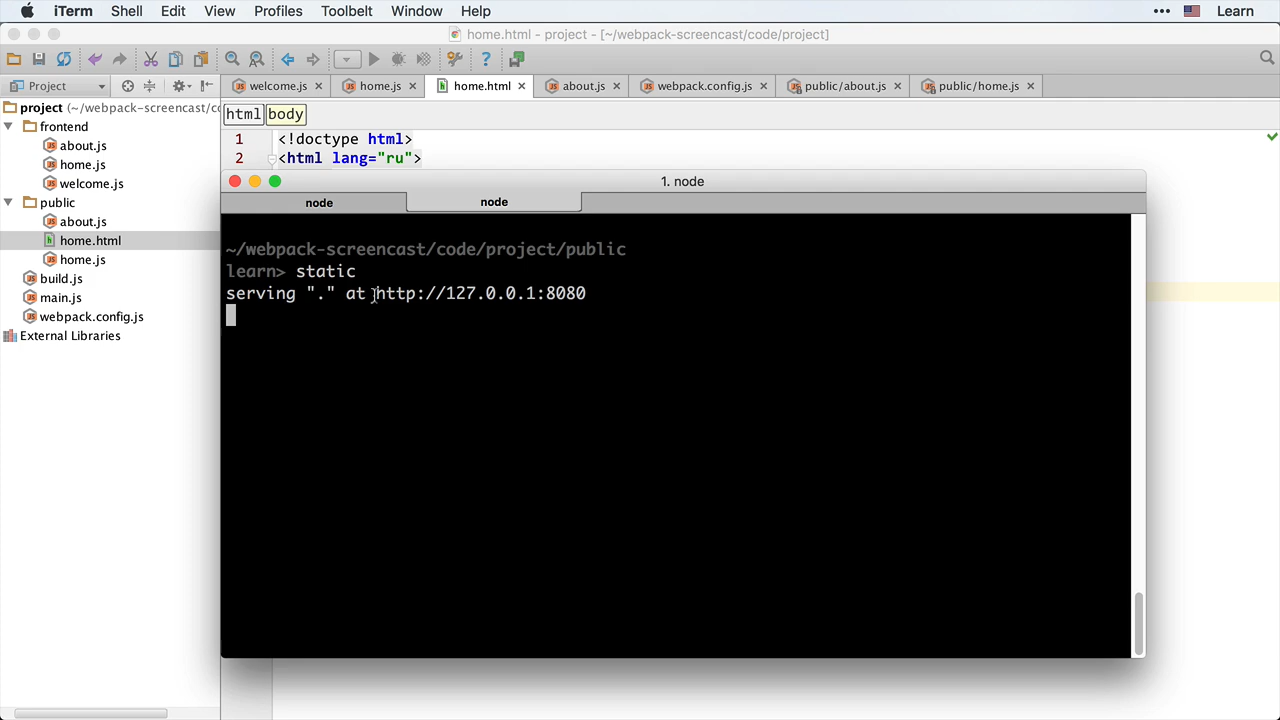 iTerm Shell Edit View Profiles Toolbelt Window Help ••• Learn
home.html - project - [~/webpack-screencast/code/project]
Project welcome.js home.js home.html about.js webpack.config.js public/about.js public/home.js
project (~/webpack-screencast/co
html body
frontend
about.js
home.js
welcome.js
public
about.js
home.html
home.js
build.js
main.js
webpack.config.js
External Libraries
1 <!doctype html>
2 <html lang="ru">
1. node
node node
~/webpack-screencast/code/project/public
learn> static
serving "." at http://127.0.0.1:8080